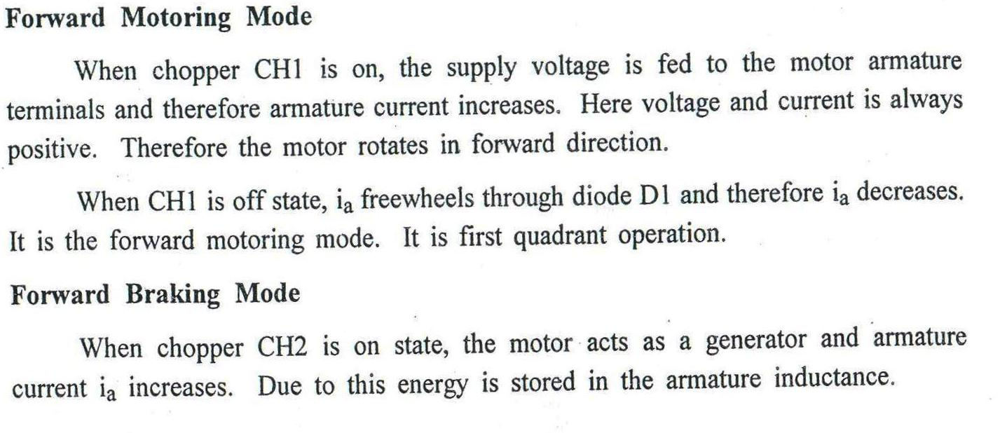 Forward Motoring Mode
When chopper CH1 is on, the supply voltage is fed to the motor armature
terminals and therefore armature current increases. Here voltage and current is always
positive. Therefore the motor rotates in forward direction.
When CH1 is off state, ia freewheels through diode D1 and therefore ia decreases.
It is the forward motoring mode. It is first quadrant operation.
Forward Braking Mode
When chopper CH2 is on state, the motor acts as a generator and armature
current ia increases. Due to this energy is stored in the armature inductance.